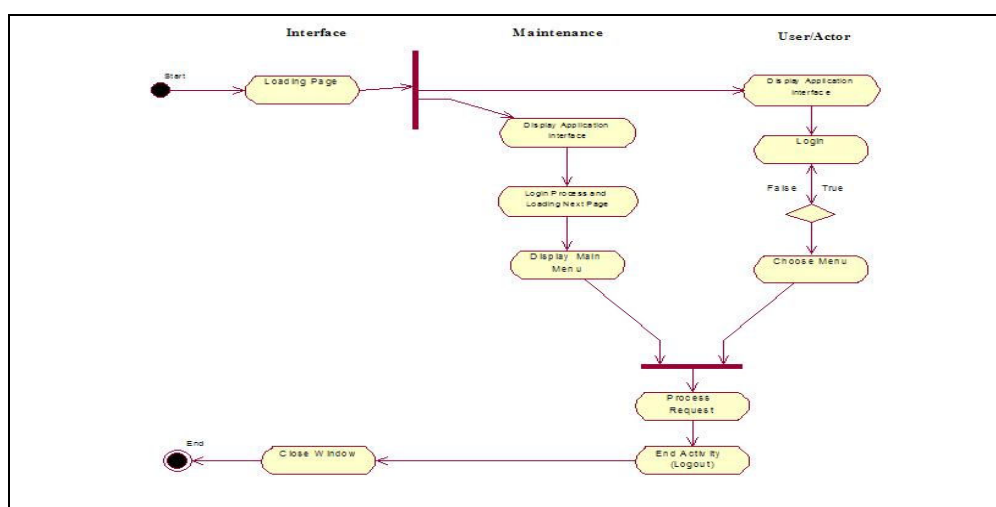 Interface
Maintenance
User/Actor
Start
Loading Page
Display Application
Interface
Display Application
Interface
Login
False
True
Login Process and
Loading Next Page
Display Main
Menu
Choose Menu
Process
Request
End
Close Window
End Activity
(Logout)